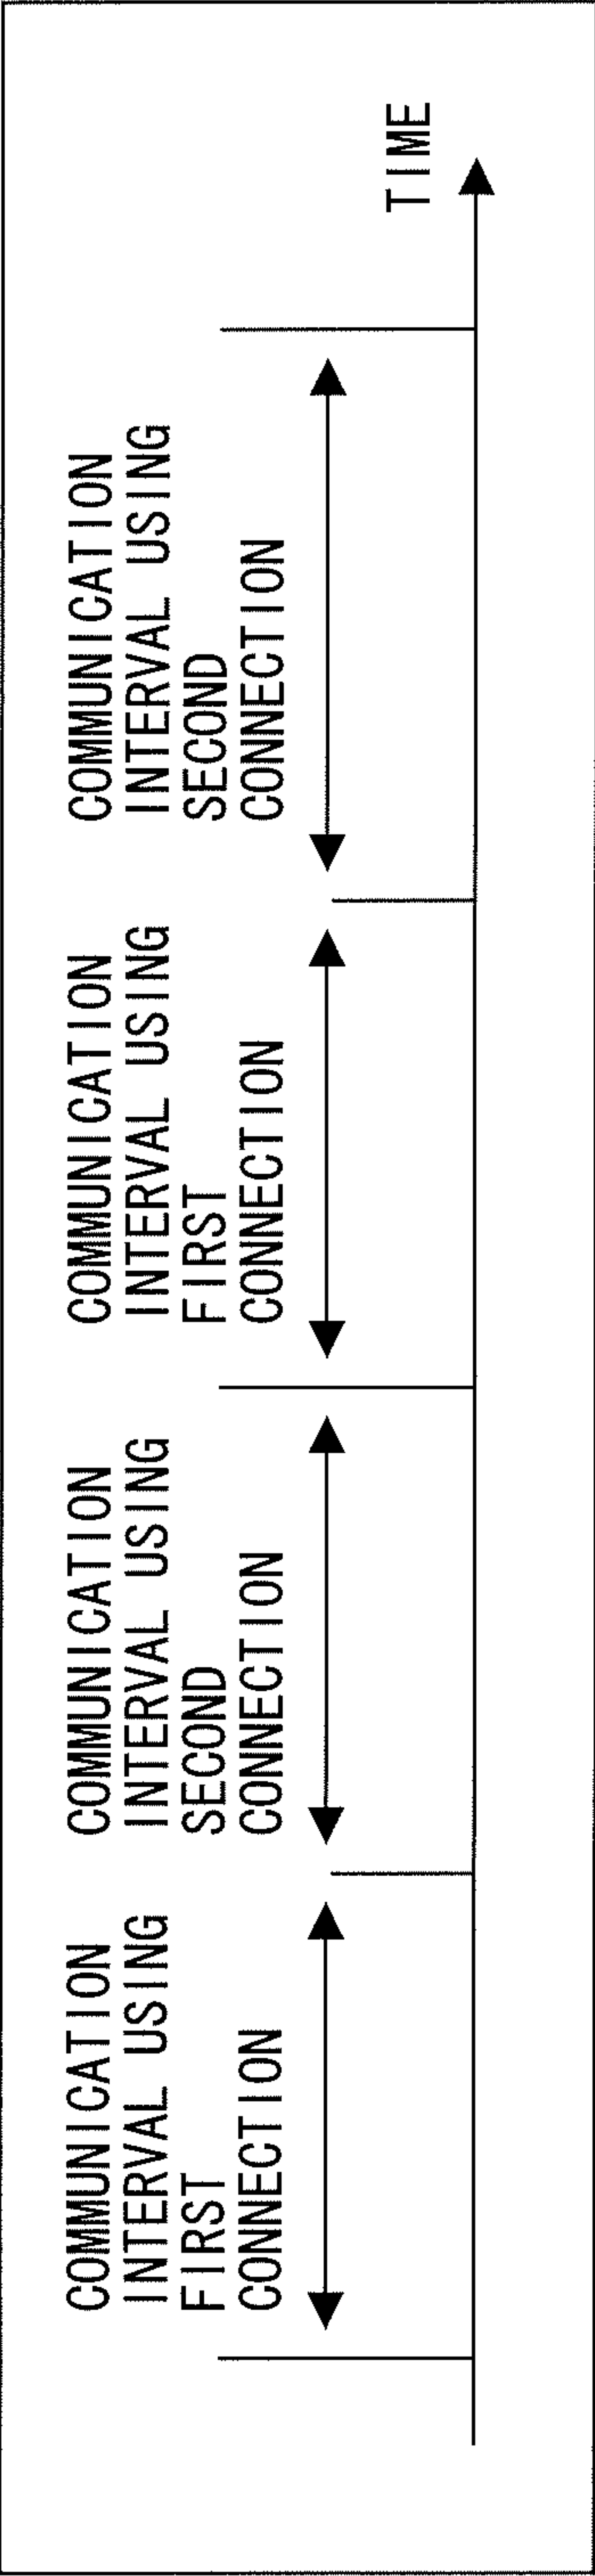 COMMUNICATION
INTERVAL USING
FIRST
CONNECTION
COMMUNICATION
INTERVAL USING
SECOND
CONNECTION
COMMUNICATION
INTERVAL USING
FIRST
CONNECTION
COMMUNICATION
INTERVAL USING
SECOND
CONNECTION
TIME